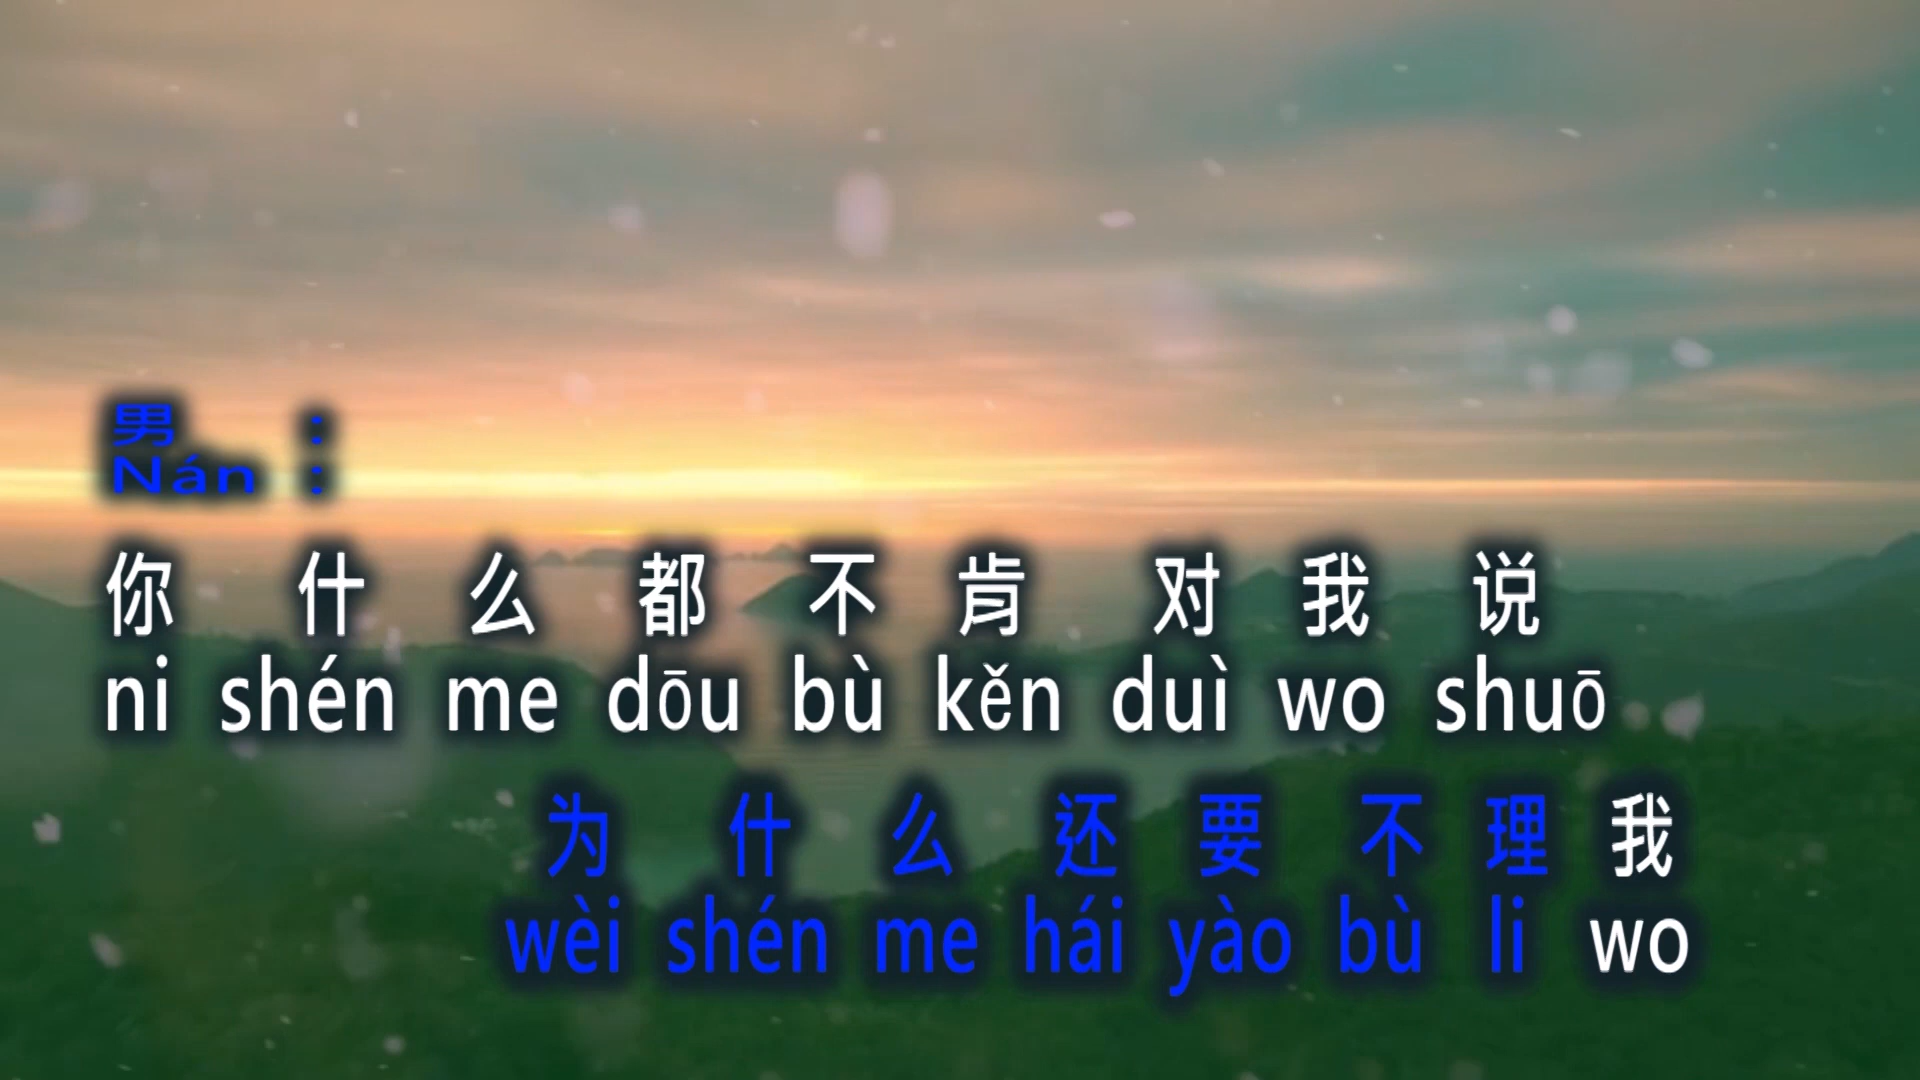 男 :
Nán :
你 什 么 都 不 肯 对 我 说
ni shén me dōu bù kěn duì wo shuō
为 什 么 还 要 不 理 我
wèi shén me hái yào bù li wo